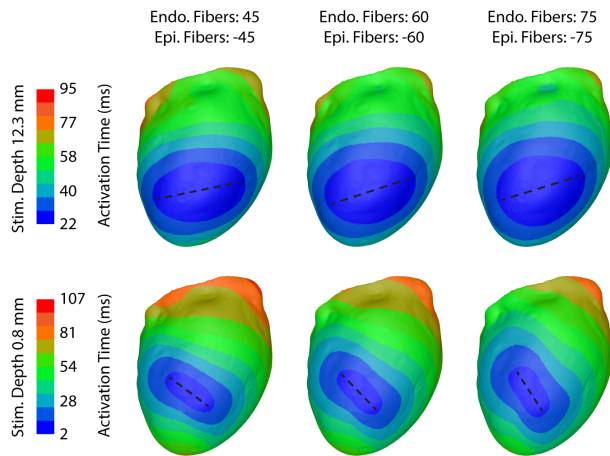 Endo. Fibers: 45
Epi. Fibers: -45
Endo. Fibers: 60
Epi. Fibers: -60
Endo. Fibers: 75
Epi. Fibers: -75
Stim. Depth 12.3 mm
95
77
58
40
22
Activation Time (ms)
Stim. Depth 0.8 mm
107
81
54
28
2
Activation Time (ms)